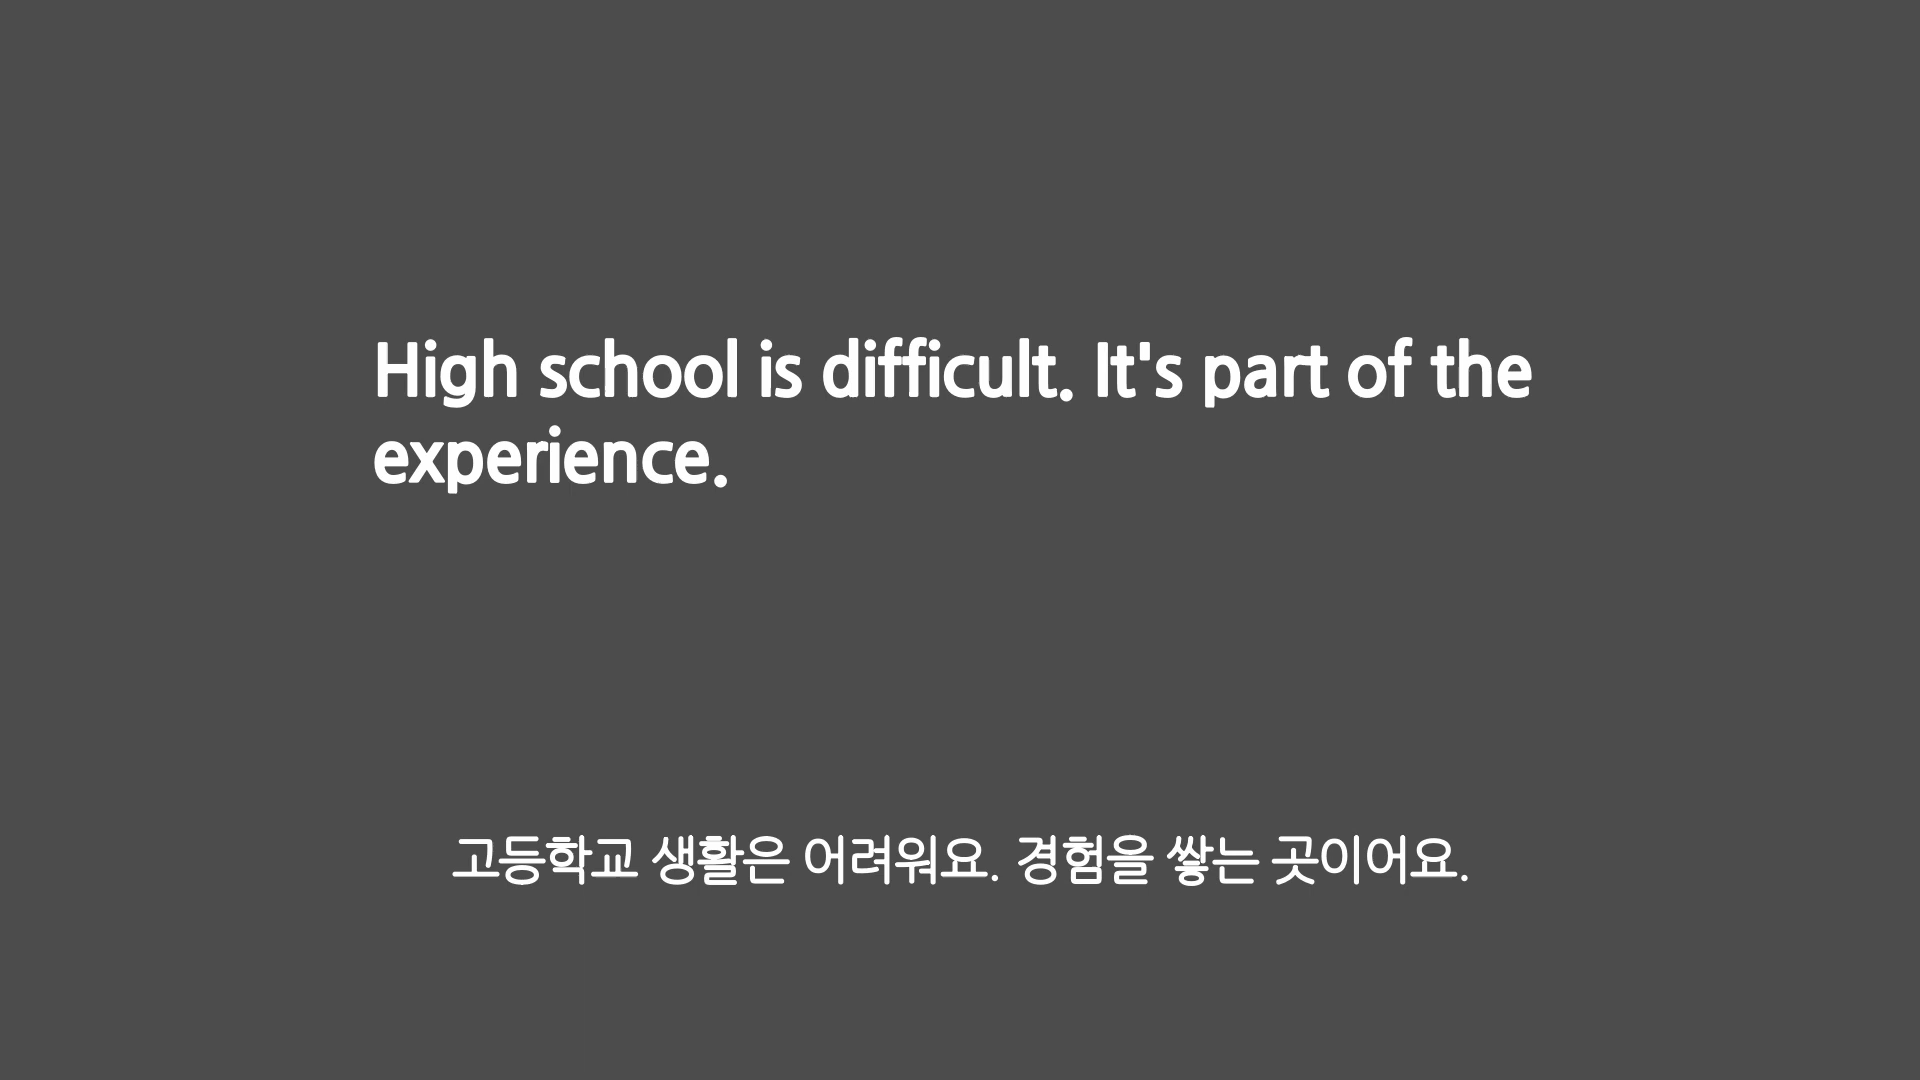 High school is difficult. It's part of the
experience.
고등학교 생활은 어려워요. 경험을 쌓는 곳이어요.